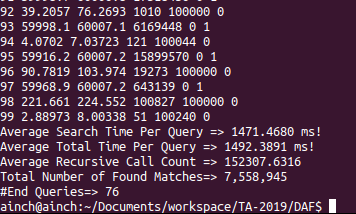 92 39.2057 76.2693 1010 100000 0
93 59998.1 60007.1 6169448 0 1
94 4.0702 7.03723 121 100044 0
95 59916.2 60007.2 15899570 0 1
96 90.7819 103.974 19273 100000 0
97 59959.9 60007.2 643139 0 1
98 221.661 224.552 100827 100000 0
99 2.88973 8.00338 51 100240 0
Average Search Time Per Query => 1471.4680 ms!
Average Total Time Per Query => 1492.3891 ms!
Average Recursive Call Count => 152307.6316
Total Number of Found Matches=> 7,558,945
#End Queries=> 76
ainch@ainch:~/Documents/workspace/TA-2019/DAF$